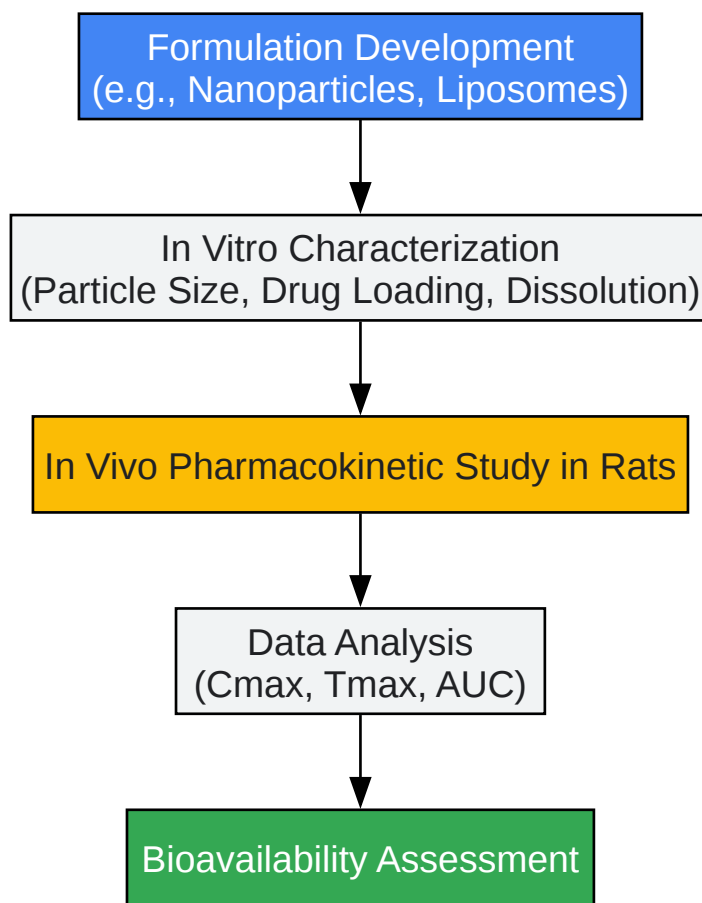 Formulation Development
(e.g., Nanoparticles, Liposomes)
In Vitro Characterization
(Particle Size, Drug Loading, Dissolution)
In Vivo Pharmacokinetic Study in Rats
Data Analysis
(Cmax, Tmax, AUC)
Bioavailability Assessment